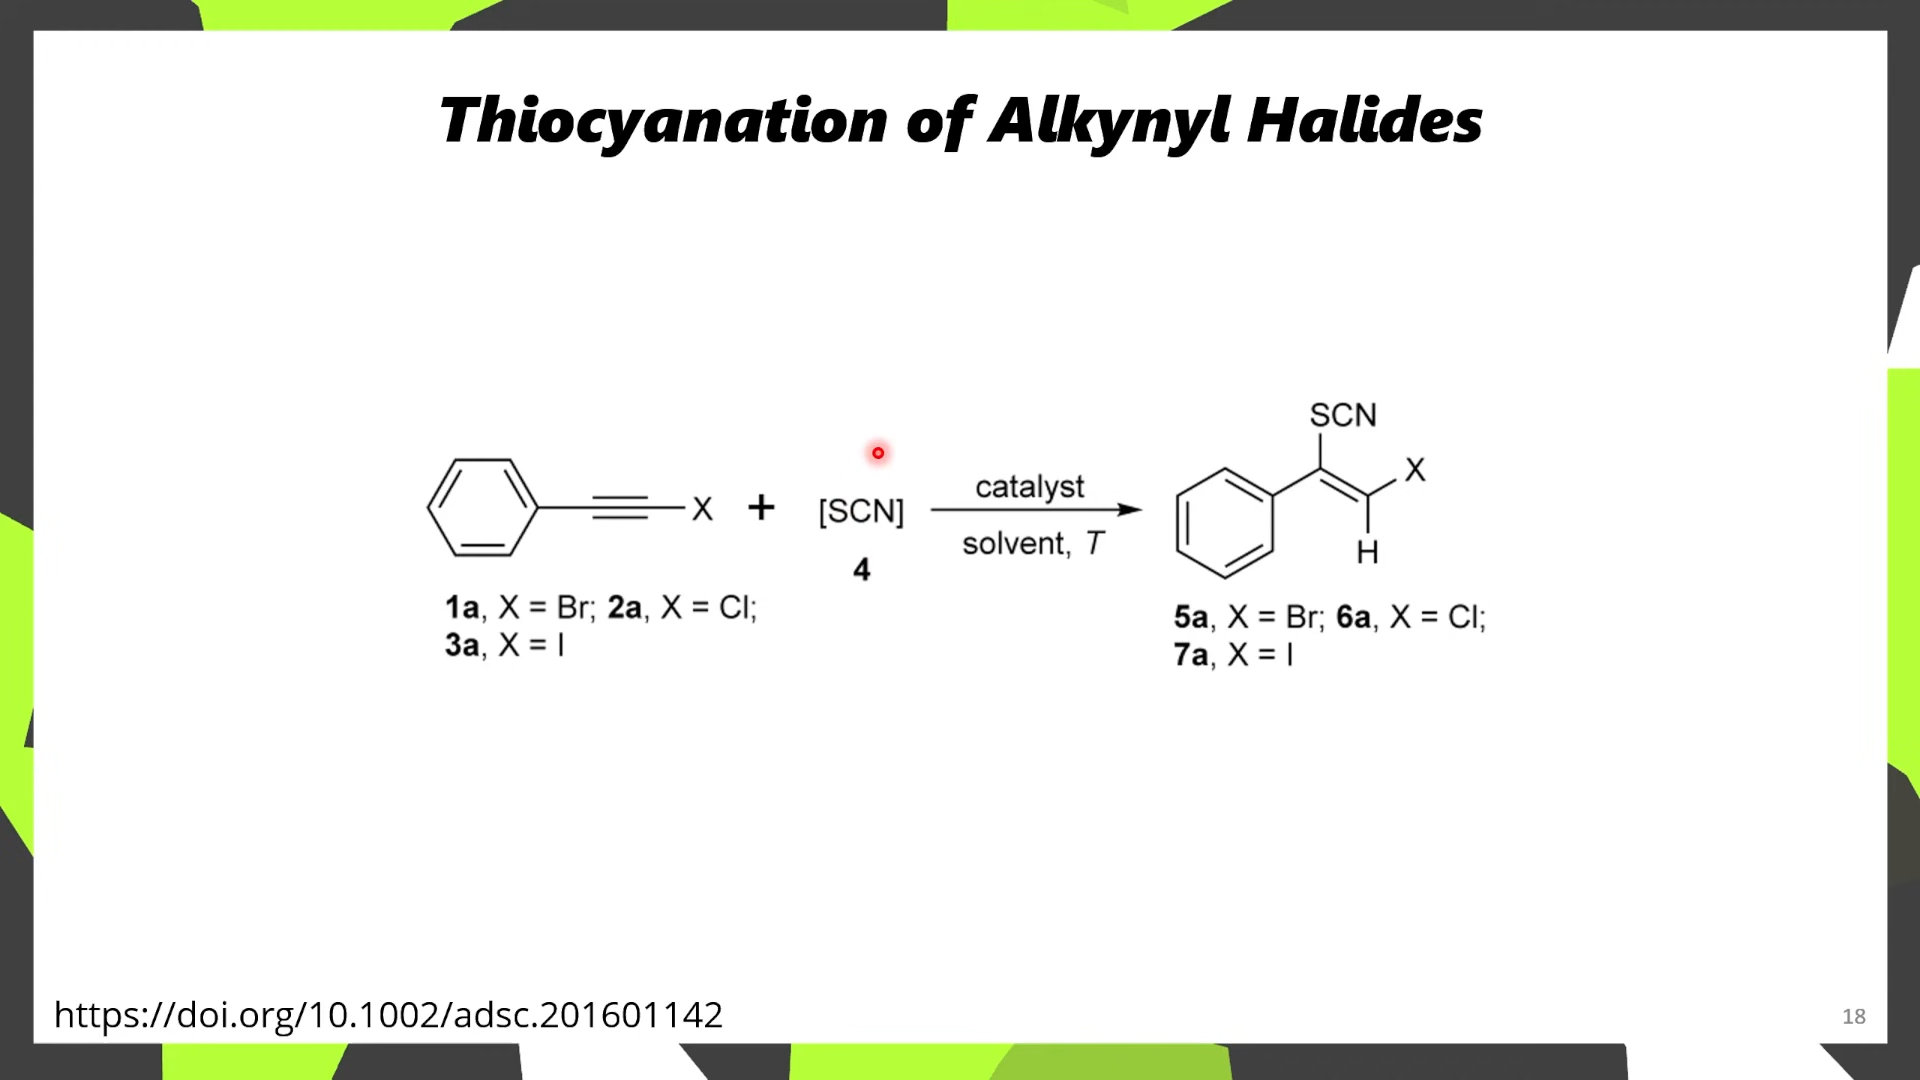 Thiocyanation of Alkynyl Halides
X + [SCN]
4
catalyst
solvent, T
SCN
X
H
1a, X = Br; 2a, X = Cl;
3a, X = I
5a, X = Br; 6a, X = Cl;
7a, X = I
https://doi.org/10.1002/adsc.201601142
18